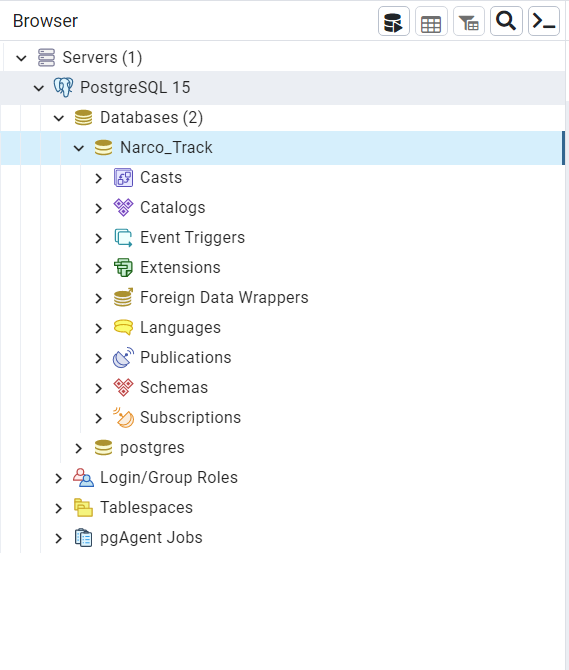 Browser
Servers (1)
PostgreSQL 15
Databases (2)
Narco_Track
Casts
Catalogs
Event Triggers
Extensions
Foreign Data Wrappers
Languages
Publications
Schemas
Subscriptions
postgres
Login/Group Roles
Tablespaces
pgAgent Jobs